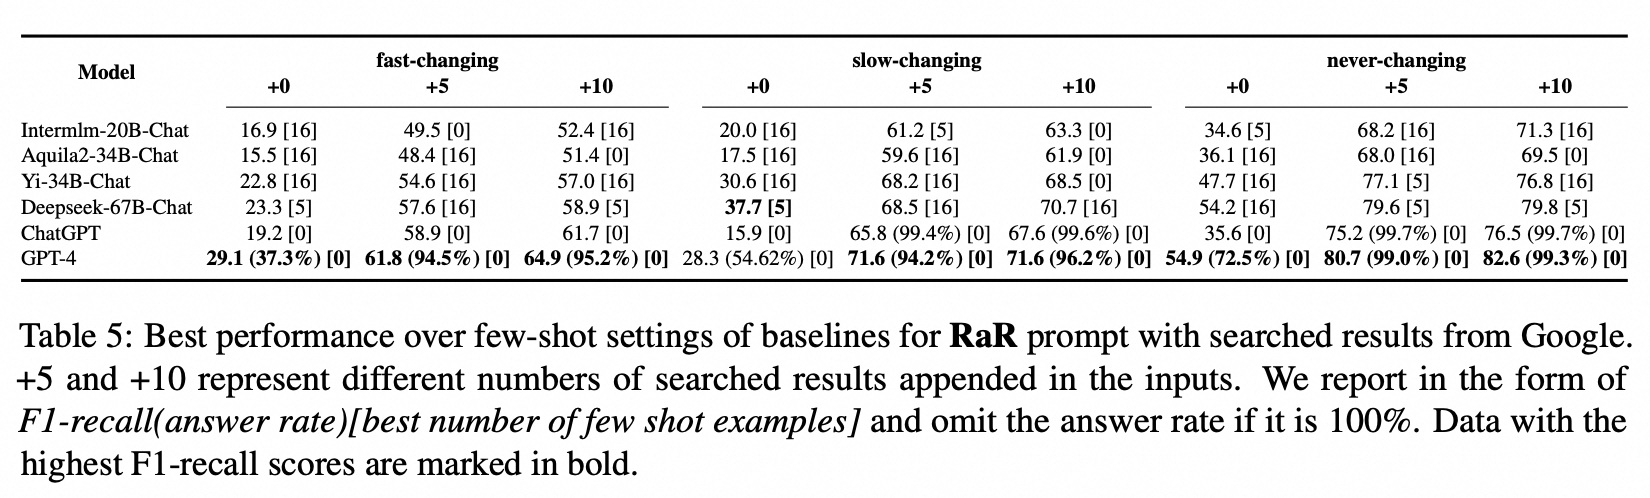 Model fast-changing slow-changing never-changing
+0 +5 +10 +0 +5 +10 +0 +5 +10
Intermlm-20B-Chat 16.9 [16] 49.5 [0] 52.4 [16] 20.0 [16] 61.2 [5] 63.3 [0] 34.6 [5] 68.2 [16] 71.3 [16]
Aquila2-34B-Chat 15.5 [16] 48.4 [16] 51.4 [0] 17.5 [16] 59.6 [16] 61.9 [0] 36.1 [16] 68.0 [16] 69.5 [0]
Yi-34B-Chat 22.8 [16] 54.6 [16] 57.0 [16] 30.6 [16] 68.2 [16] 68.5 [0] 47.7 [16] 77.1 [5] 76.8 [16]
Deepseek-67B-Chat 23.3 [5] 57.6 [16] 58.9 [5] 37.7 [5] 68.5 [16] 70.7 [16] 54.2 [16] 79.6 [5] 79.8 [5]
ChatGPT 19.2 [0] 58.9 [0] 61.7 [0] 15.9 [0] 65.8 (99.4%) [0] 67.6 (99.6%) [0] 35.6 [0] 75.2 (99.7%) [0] 76.5 (99.7%) [0]
GPT-4 29.1 (37.3%) [0] 61.8 (94.5%) [0] 64.9 (95.2%) [0] 28.3 (54.62%) [0] 71.6 (94.2%) [0] 71.6 (96.2%) [0] 54.9 (72.5%) [0] 80.7 (99.0%) [0] 82.6 (99.3%) [0]
Table 5: Best performance over few-shot settings of baselines for RaR prompt with searched results from Google.
+5 and +10 represent different numbers of searched results appended in the inputs. We report in the form of
F1-recall(answer rate)[best number of few shot examples] and omit the answer rate if it is 100%. Data with the
highest F1-recall scores are marked in bold.